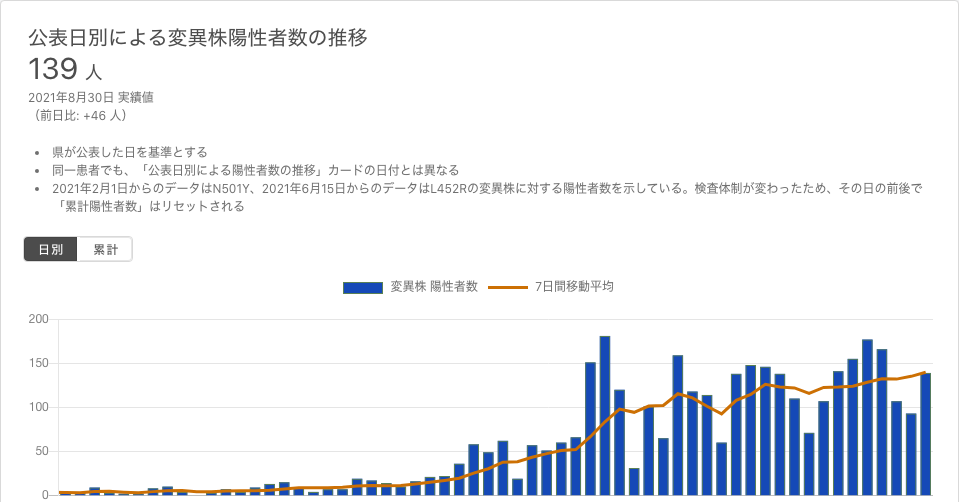 公表日別による変異株陽性者数の推移
139 人
2021年8月30日 実績値
（前日比: +46 人）
• 県が公表した日を基準とする
• 同一患者でも、「公表日別による陽性者数の推移」カードの日付とは異なる
• 2021年2月1日からのデータはN501Y、2021年6月15日からのデータはL452Rの変異株に対する陽性者数を示している。検査体制が変わったため、その日の前後で
「累計陽性者数」はリセットされる
日別 累計
変異株 陽性者数 7日間移動平均
200
150
100
50
0